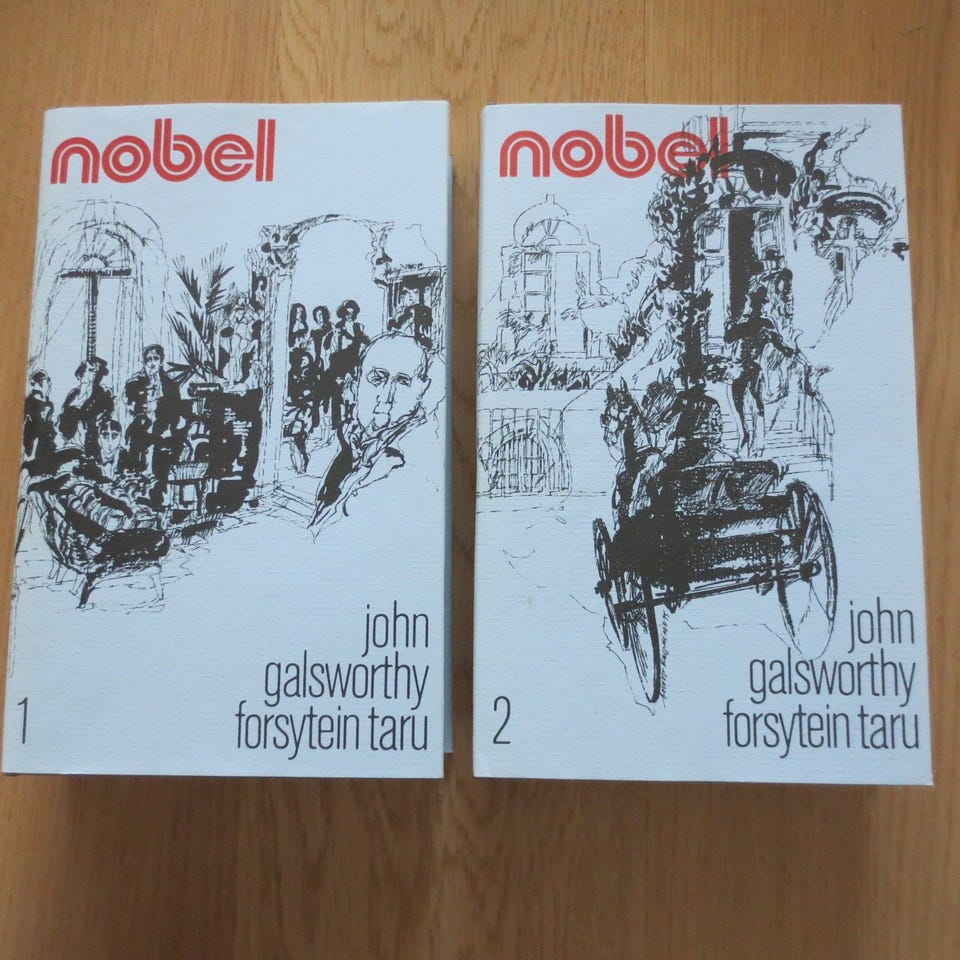 nobel
john
galsworthy
forsytein taru
1
nobel
john
galsworthy
forsytein taru
2